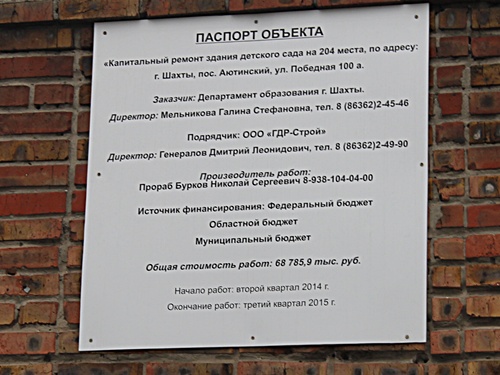 ПАСПОРТ ОБЪЕКТА
«Капитальный ремонт здания детского сада на 204 места, по адресу:
г. Шахты, пос. Аютинский, ул. Победная 100 а.
Заказчик: Департамент образования г. Шахты.
Директор: Мельникова Галина Стефановна, тел. 8 (86362)2-45-46
Подрядчик: ООО «ГДР-Строй»
Директор: Генералов Дмитрий Леонидович, тел. 8 (86362)2-49-90
Производитель работ:
Прораб Бурков Николай Сергеевич 8-938-104-04-00
Источник финансирования: Федеральный бюджет
Областной бюджет
Муниципальный бюджет
Общая стоимость работ: 68 785,9 тыс. руб.
Начало работ: второй квартал 2014 г.
Окончание работ: третий квартал 2015 г.